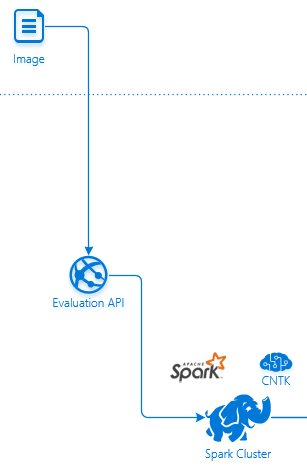 Image
Evaluation API
APACHE
Spark
CNTK
Spark Cluster